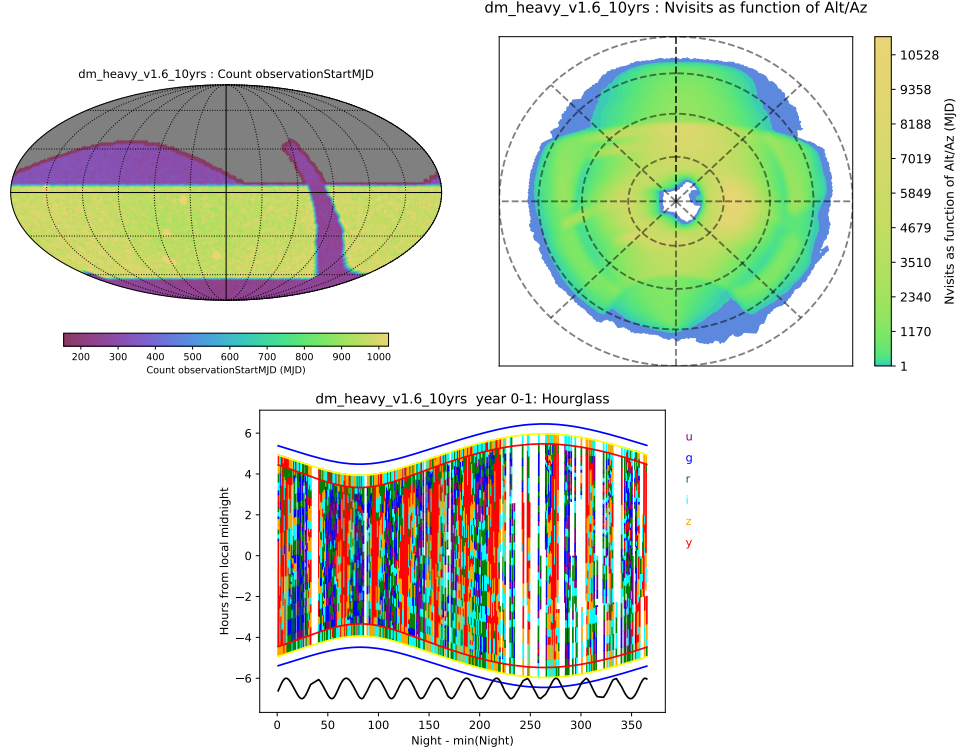 dm_heavy_v1.6_10yrs : Nvisits as function of Alt/Az
dm_heavy_v1.6_10yrs : Count observationStartMJD
200 300 400 500 600 700 800 900 1000
Count observationStartMJD (MJD)
10528
9358
8188
7019
5849
4679
3510
2340
1170
1
Nvisits as function of Alt/Az (MJD)
dm_heavy_v1.6_10yrs year 0-1: Hourglass
6
4
2
0
−2
−4
−6
Hours from local midnight
0 50 100 150 200 250 300 350
Night - min(Night)
u
g
r
i
z
y